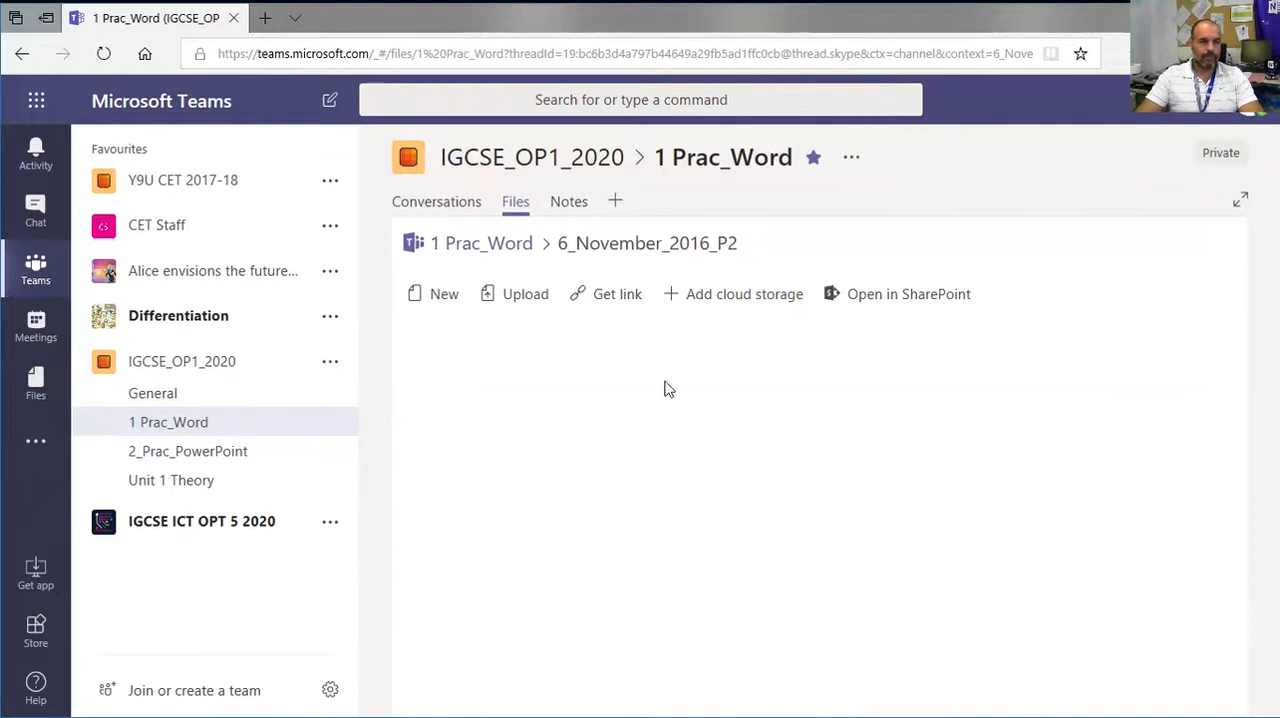 1 Prac_Word (IGCSE_OP
https://teams.microsoft.com/_#/files/1%20Prac_Word?threadId=19:bc6b3d4a797b44649a29fb5ad1ffc0cb@thread.skype&ctx=channel&context=6_Nove
Microsoft Teams
Search for or type a command
Activity
Chat
Teams
Meetings
Files
Get app
Store
Help
Favourites
Y9U CET 2017-18
CS
CET Staff
Alice envisions the future...
Differentiation
IGCSE_OP1_2020
General
1 Prac_Word
2_Prac_PowerPoint
Unit 1 Theory
IGCSE ICT OPT 5 2020
Join or create a team
IGCSE_OP1_2020 > 1 Prac_Word
Private
Conversations Files Notes
1 Prac_Word > 6_November_2016_P2
New Upload Get link Add cloud storage Open in SharePoint